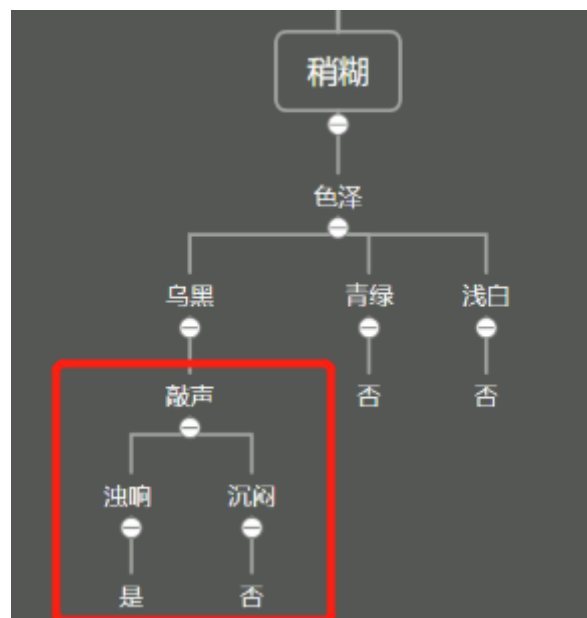 稍糊
色泽
乌黑 青绿 浅白
敲声 否 否
浊响 沉闷
是 否